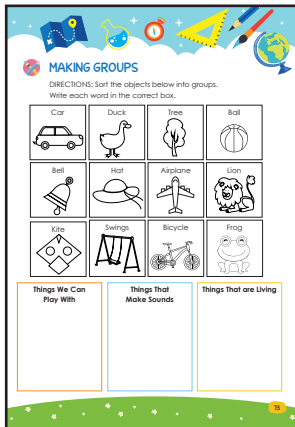 MAKING GROUPS
DIRECTIONS: Sort the objects below into groups.
Write each word in the correct box.
Car
Duck
Tree
Ball
Bell
Hat
Airplane
Lion
Kite
Swings
Bicycle
Frog
Things We Can
Play With
Things That
Make Sounds
Things That are Living
73